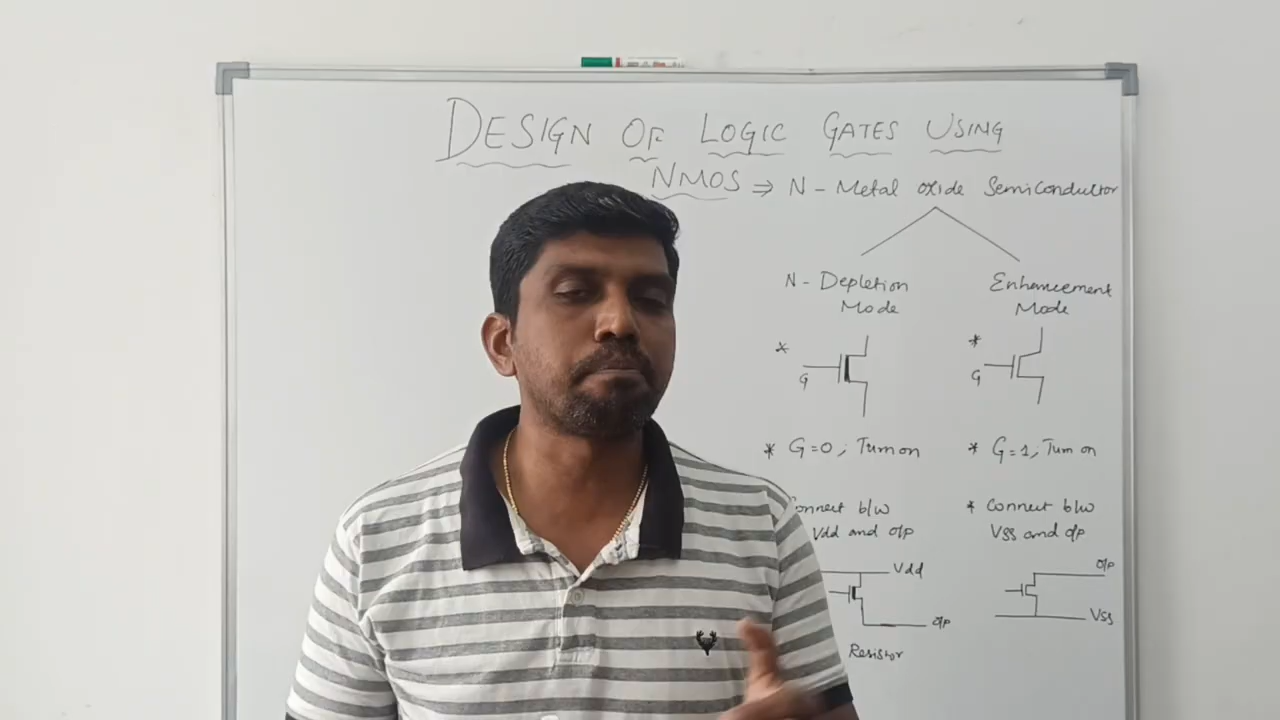 DESIGN OF LOGIC GATES USING
NMOS ⇒ N - Metal oxide Semiconductor
N - Depletion Mode
* G
* G=0 ; Turn on
onnect b/w
Vdd and o/p
Vdd
o/p
Resistor
Enhancement
Mode
* G
* G=1 ; Turn on
* Connect b/w
Vss and o/p
o/p
Vss